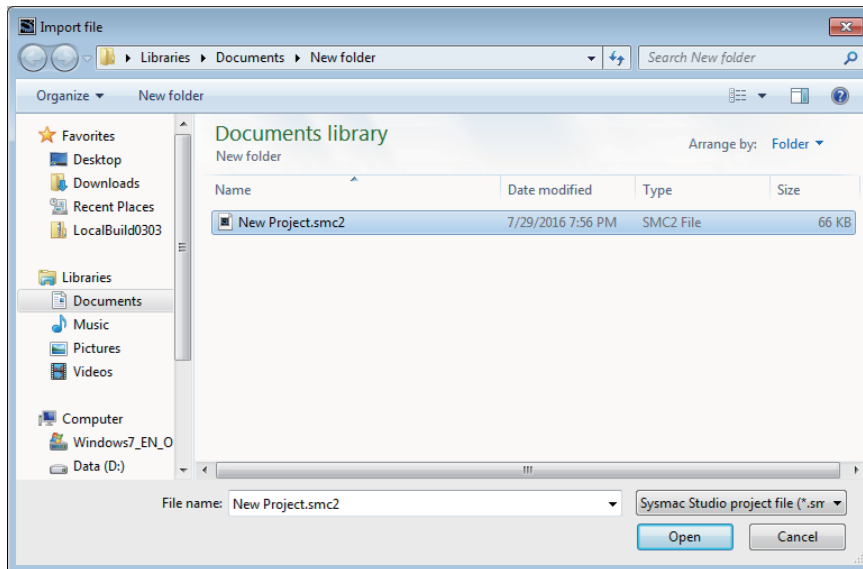 Import file
Libraries Documents New folder
Search New folder
Organize New folder
Favorites
Desktop
Downloads
Recent Places
LocalBuild0303
Libraries
Documents
Music
Pictures
Videos
Computer
Windows7_EN_O
Data (D:)
Documents library
New folder
Arrange by: Folder
Name Date modified Type Size
New Project.smc2 7/29/2016 7:56 PM SMC2 File 66 KB
File name: New Project.smc2 Sysmac Studio project file (*.sm
Open Cancel